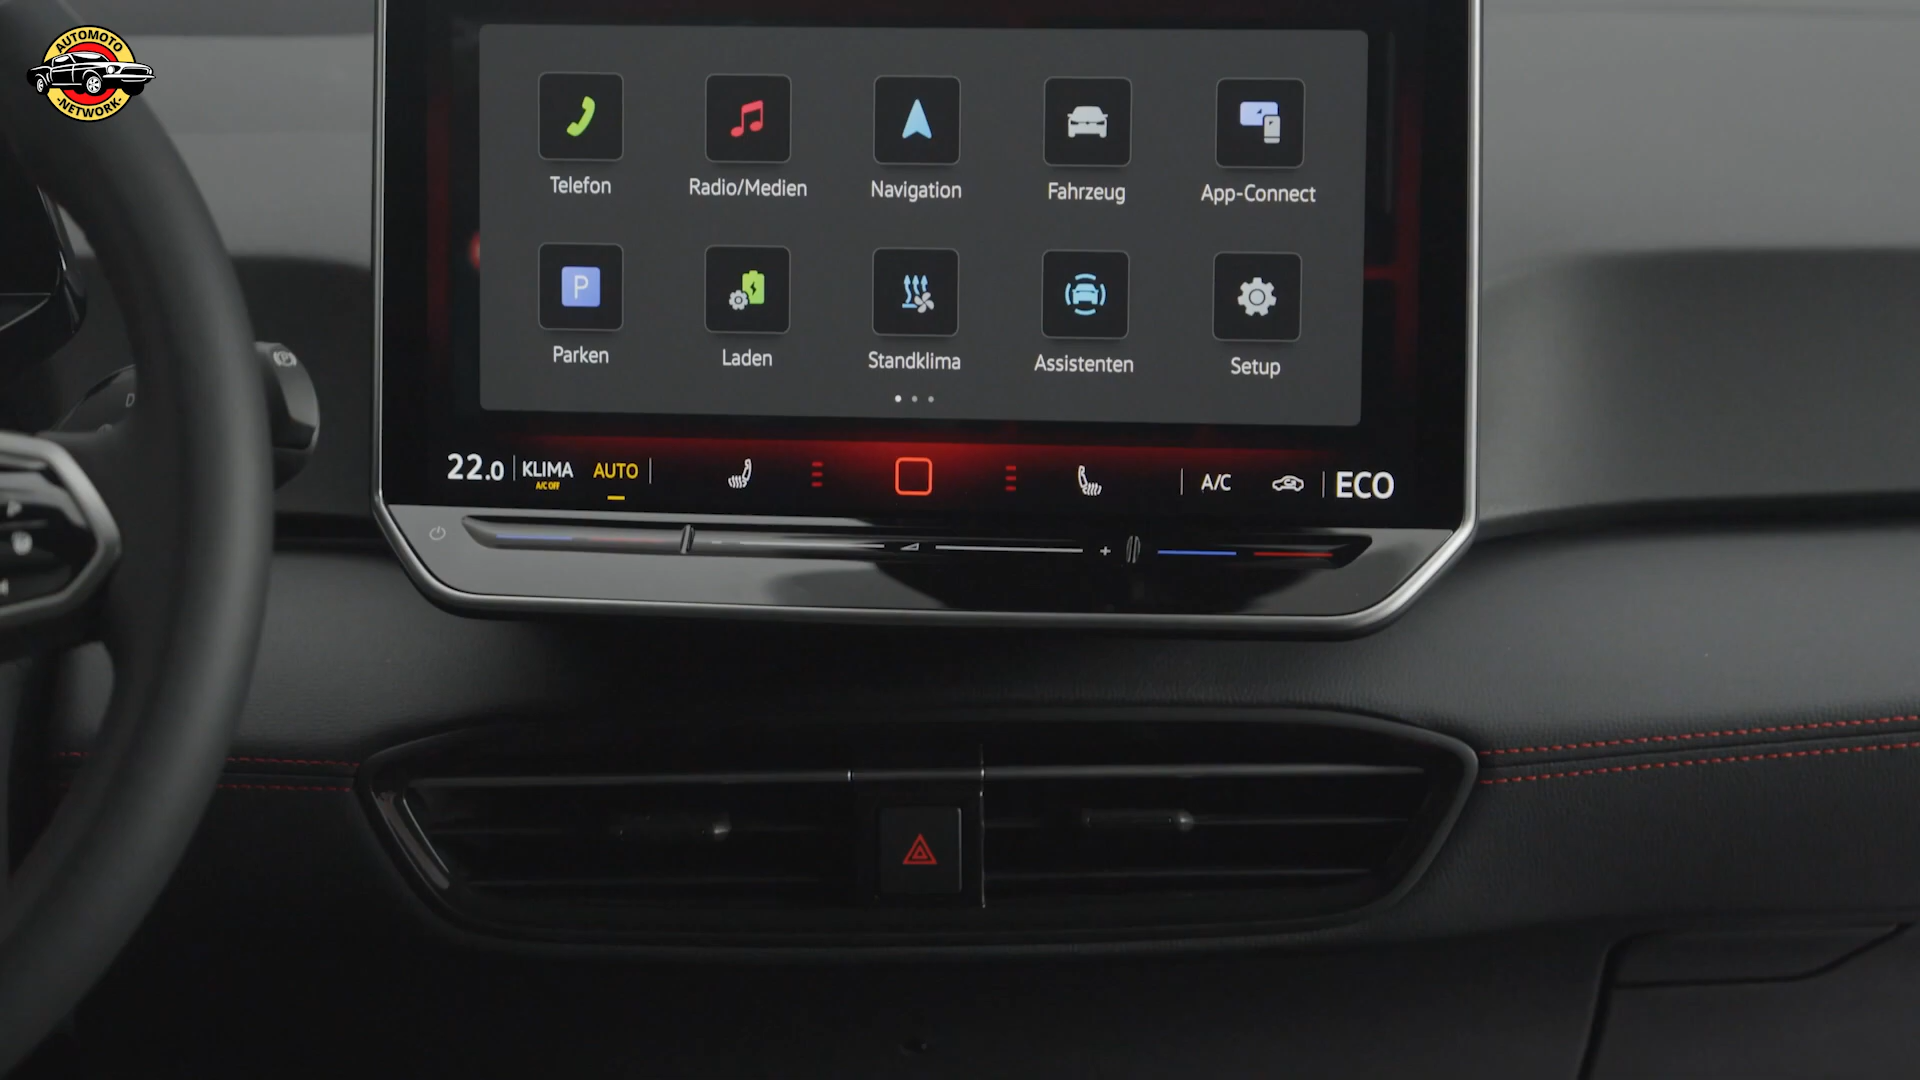 AUTOMOTO
-NETWORK-
Telefon
Radio/Medien
Navigation
Fahrzeug
App-Connect
P
Parken
Laden
Standklima
Assistenten
Setup
22.0 KLIMA AUTO A/C ECO
A/C OFF
D
P
- +